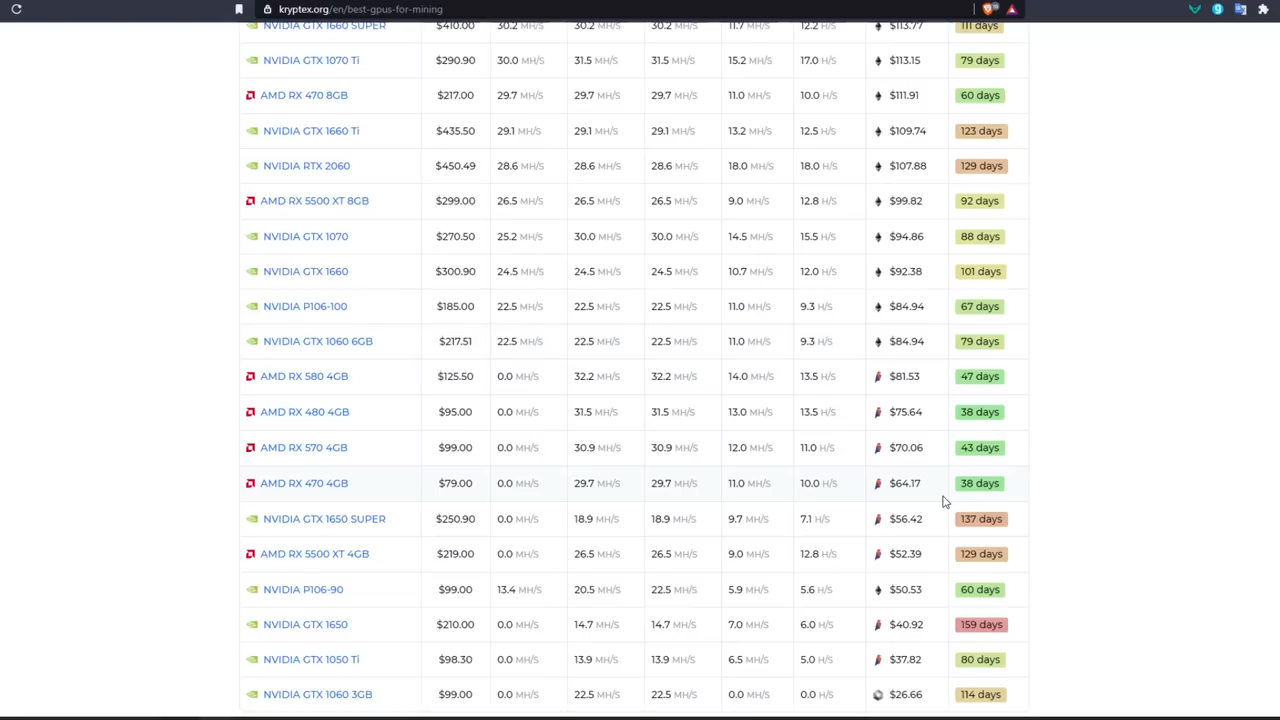 kryptex.org/en/best-gpus-for-mining
NVIDIA GTX 1660 SUPER $410.00 30.2 MH/S 30.2 MH/S 30.2 MH/S 11.7 MH/S 12.2 H/S $113.77 111 days
NVIDIA GTX 1070 Ti $290.90 30.0 MH/S 31.5 MH/S 31.5 MH/S 15.2 MH/S 17.0 H/S $113.15 79 days
AMD RX 470 8GB $217.00 29.7 MH/S 29.7 MH/S 29.7 MH/S 11.0 MH/S 10.0 H/S $111.91 60 days
NVIDIA GTX 1660 Ti $435.50 29.1 MH/S 29.1 MH/S 29.1 MH/S 13.2 MH/S 12.5 H/S $109.74 123 days
NVIDIA RTX 2060 $450.49 28.6 MH/S 28.6 MH/S 28.6 MH/S 18.0 MH/S 18.0 H/S $107.88 129 days
AMD RX 5500 XT 8GB $299.00 26.5 MH/S 26.5 MH/S 26.5 MH/S 9.0 MH/S 12.8 H/S $99.82 92 days
NVIDIA GTX 1070 $270.50 25.2 MH/S 30.0 MH/S 30.0 MH/S 14.5 MH/S 15.5 H/S $94.86 88 days
NVIDIA GTX 1660 $300.90 24.5 MH/S 24.5 MH/S 24.5 MH/S 10.7 MH/S 12.0 H/S $92.38 101 days
NVIDIA P106-100 $185.00 22.5 MH/S 22.5 MH/S 22.5 MH/S 11.0 MH/S 9.3 H/S $84.94 67 days
NVIDIA GTX 1060 6GB $217.51 22.5 MH/S 22.5 MH/S 22.5 MH/S 11.0 MH/S 9.3 H/S $84.94 79 days
AMD RX 580 4GB $125.50 0.0 MH/S 32.2 MH/S 32.2 MH/S 14.0 MH/S 13.5 H/S $81.53 47 days
AMD RX 480 4GB $95.00 0.0 MH/S 31.5 MH/S 31.5 MH/S 13.0 MH/S 13.5 H/S $75.64 38 days
AMD RX 570 4GB $99.00 0.0 MH/S 30.9 MH/S 30.9 MH/S 12.0 MH/S 11.0 H/S $70.06 43 days
AMD RX 470 4GB $79.00 0.0 MH/S 29.7 MH/S 29.7 MH/S 11.0 MH/S 10.0 H/S $64.17 38 days
NVIDIA GTX 1650 SUPER $250.90 0.0 MH/S 18.9 MH/S 18.9 MH/S 9.7 MH/S 7.1 H/S $56.42 137 days
AMD RX 5500 XT 4GB $219.00 0.0 MH/S 26.5 MH/S 26.5 MH/S 9.0 MH/S 12.8 H/S $52.39 129 days
NVIDIA P106-90 $99.00 13.4 MH/S 20.5 MH/S 22.5 MH/S 5.9 MH/S 5.6 H/S $50.53 60 days
NVIDIA GTX 1650 $210.00 0.0 MH/S 14.7 MH/S 14.7 MH/S 7.0 MH/S 6.0 H/S $40.92 159 days
NVIDIA GTX 1050 Ti $98.30 0.0 MH/S 13.9 MH/S 13.9 MH/S 6.5 MH/S 5.0 H/S $37.82 80 days
NVIDIA GTX 1060 3GB $99.00 0.0 MH/S 22.5 MH/S 22.5 MH/S 0.0 MH/S 0.0 H/S $26.66 114 days